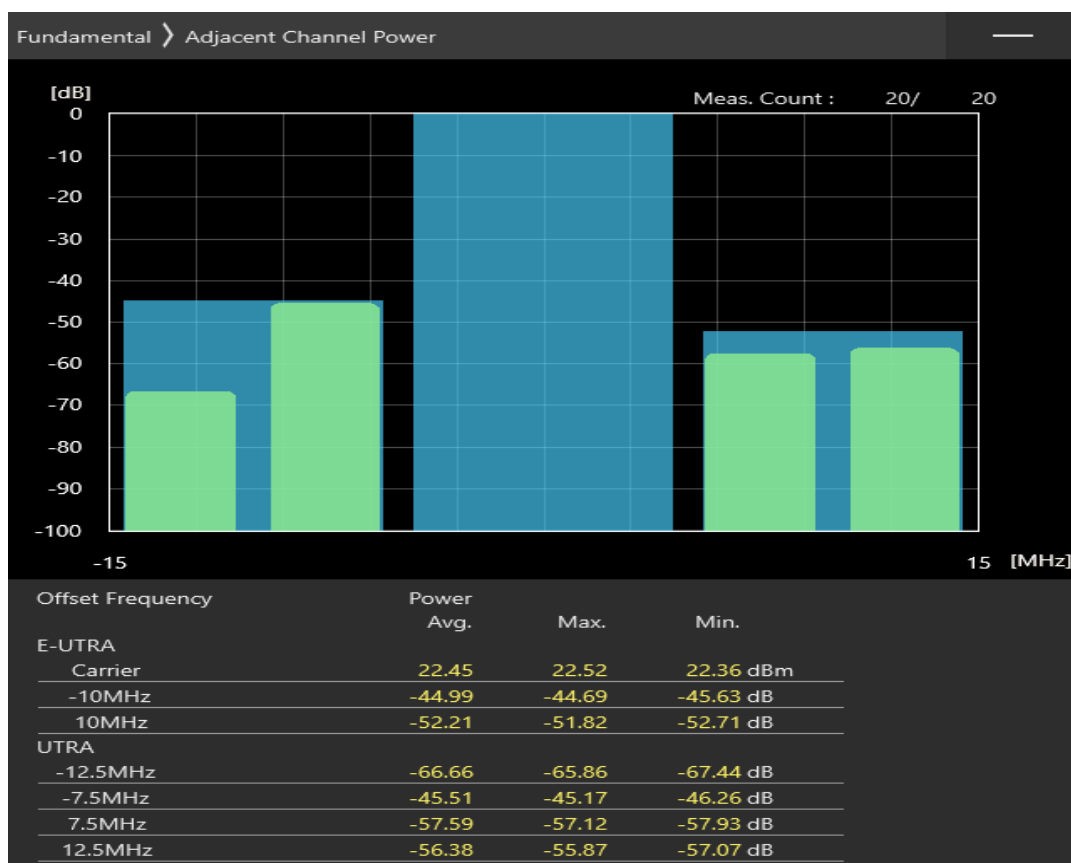 Fundamental ❯ Adjacent Channel Power
[dB]
Meas. Count : 20/ 20
0
-10
-20
-30
-40
-50
-60
-70
-80
-90
-100
-15 15 [MHz]
Offset Frequency Power
Avg. Max. Min.
E-UTRA
Carrier 22.45 22.52 22.36 dBm
-10MHz -44.99 -44.69 -45.63 dB
10MHz -52.21 -51.82 -52.71 dB
UTRA
-12.5MHz -66.66 -65.86 -67.44 dB
-7.5MHz -45.51 -45.17 -46.26 dB
7.5MHz -57.59 -57.12 -57.93 dB
12.5MHz -56.38 -55.87 -57.07 dB